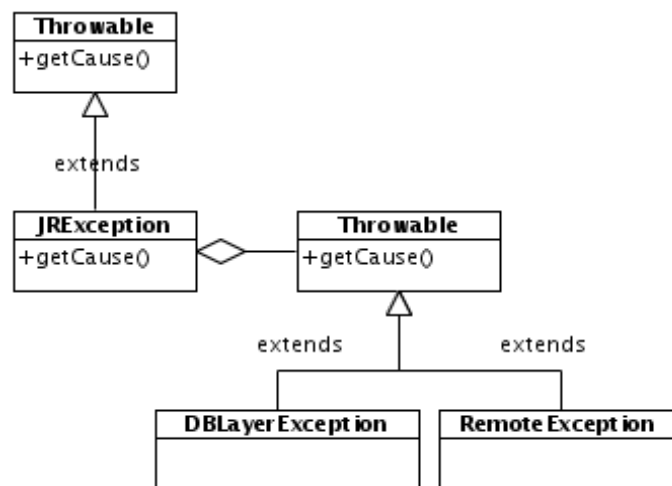 Throwable
+getCause()
extends
JRException
+getCause()
Throwable
+getCause()
extends
extends
DBLayerException
RemoteException